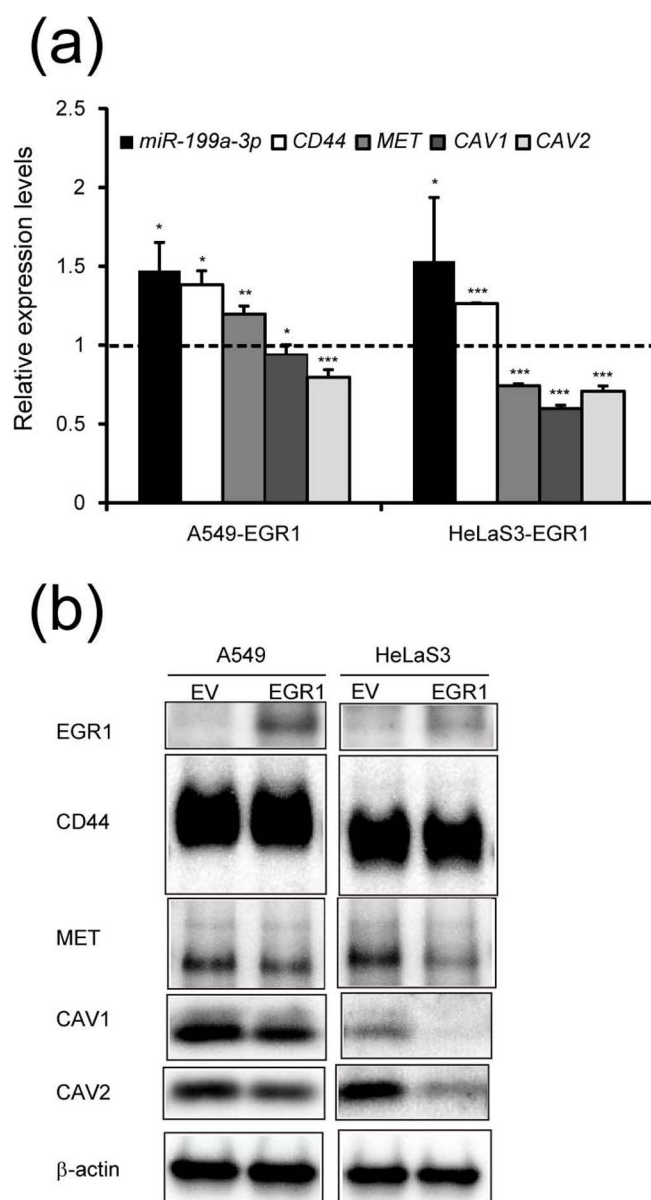 (a)
2.5
miR-199a-3p CD44 MET CAV1 CAV2
2
1.5
1
0.5
0
Relative expression levels
* * ** * ***
* *** *** *** ***
A549-EGR1 HeLaS3-EGR1
(b)
A549 HeLaS3
EV EGR1 EV EGR1
EGR1
CD44
MET
CAV1
CAV2
β-actin